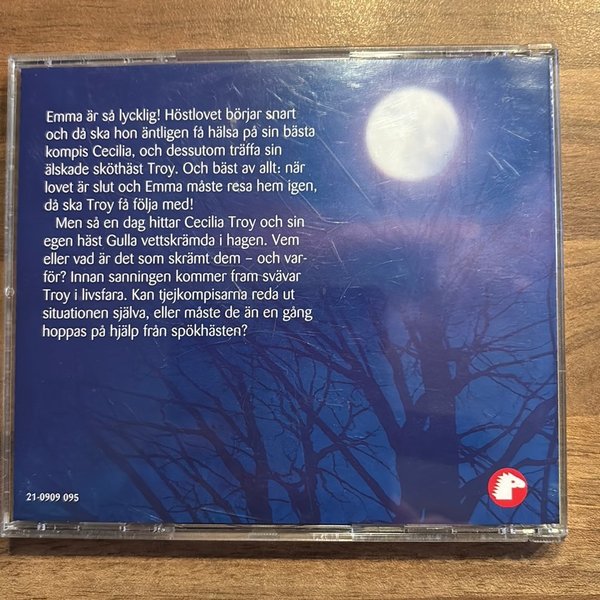 Emma är så lycklig! Höstlovet börjar snart
och då ska hon äntligen få hälsa på sin bästa
kompis Cecilia, och dessutom träffa sin
älskade sköthäst Troy. Och bäst av allt: när
lovet är slut och Emma måste resa hem igen,
då ska Troy få följa med!
Men så en dag hittar Cecilia Troy och sin
egen häst Gulla vettskrämda i hagen. Vem
eller vad är det som skrämt dem – och var-
för? Innan sanningen kommer fram svävar
Troy i livsfara. Kan tjejkompisarna reda ut
situationen själva, eller måste de än en gång
hoppas på hjälp från spökhästen?
21-0909 095